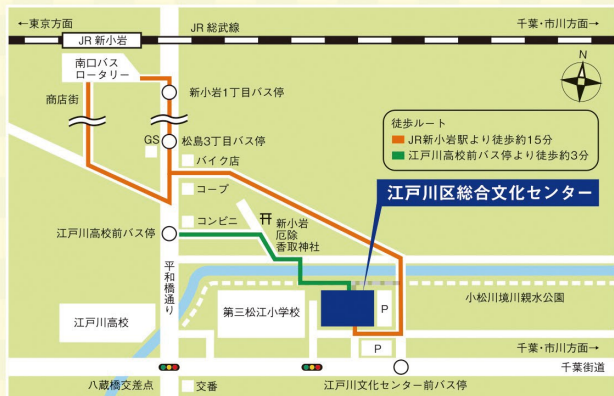 ←東京方面
JR 総武線
千葉・市川方面→
JR 新小岩
南口バス
ロータリー
商店街
新小岩1丁目バス停
N
GS
松島3丁目バス停
バイク店
徒歩ルート
JR新小岩駅より徒歩約15分
江戸川高校前バス停より徒歩約3分
コープ
江戸川区総合文化センター
コンビニ
新小岩
厄除
香取神社
江戸川高校前バス停
平和橋通り
小松川境川親水公園
江戸川高校
第三松江小学校
P
P
千葉・市川方面→
千葉街道
八蔵橋交差点
交番
江戸川文化センター前バス停